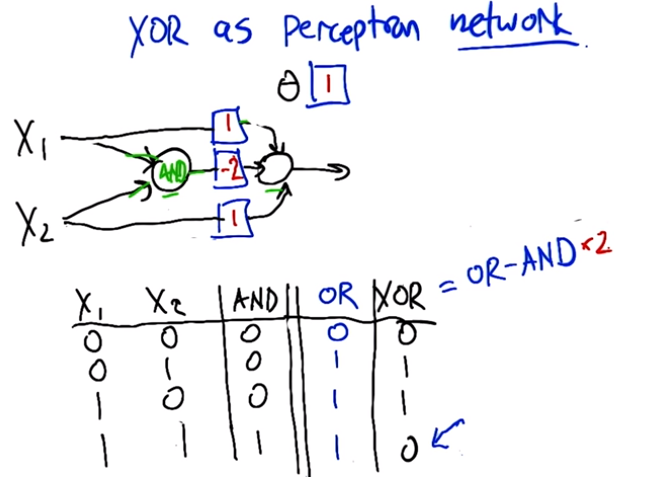 XOR as Perceptron network
θ 1
X1 1
AND -2
X2 1
= OR-AND*2
X1 X2 AND OR XOR
0 0 0 0 0
0 1 0 1 1
1 0 0 1 1
1 1 1 1 0